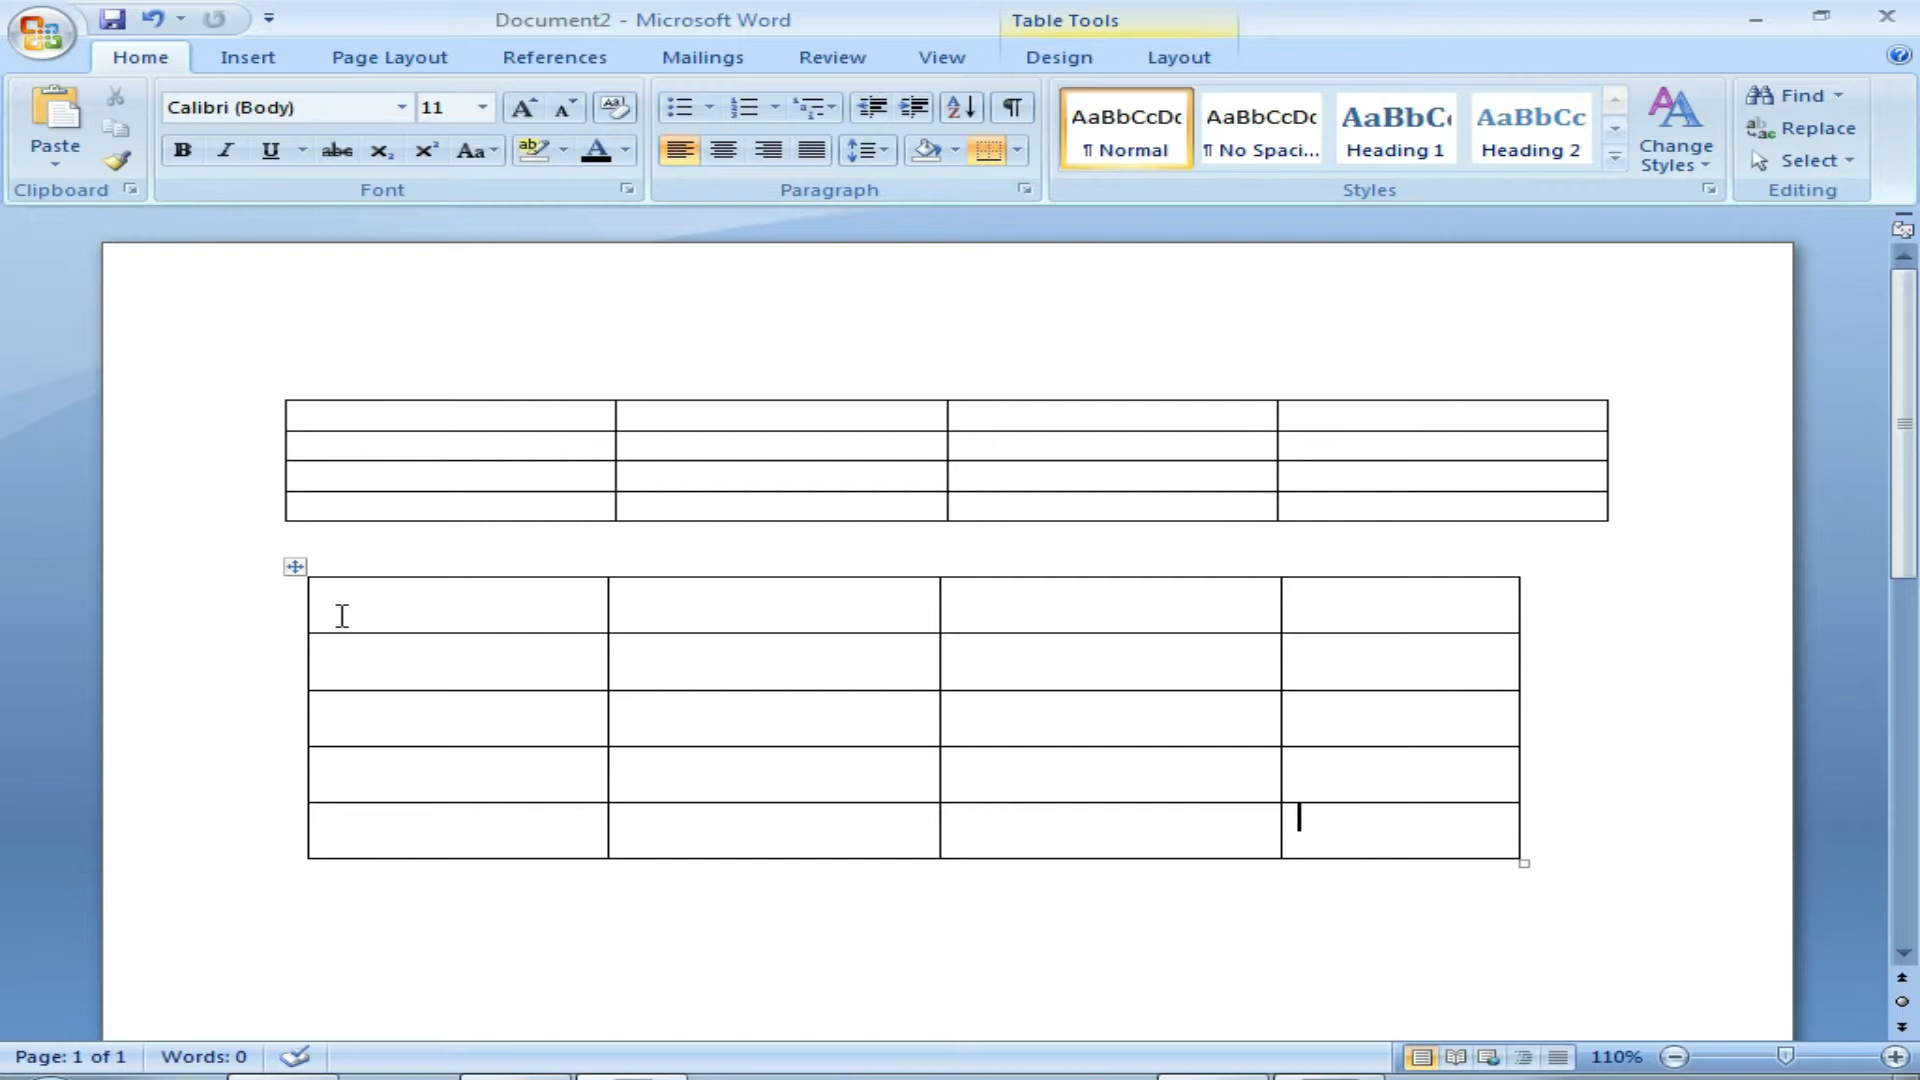 Document2 - Microsoft Word
Table Tools
Home Insert Page Layout References Mailings Review View Design Layout
Calibri (Body) 11
AaBbCcDc AaBbCcDc AaBbC AaBbCc
Find
Replace
Select
Paste
¶ Normal ¶ No Spaci... Heading 1 Heading 2
Change
Styles
Clipboard Font Paragraph Styles Editing
Page: 1 of 1 Words: 0 110%